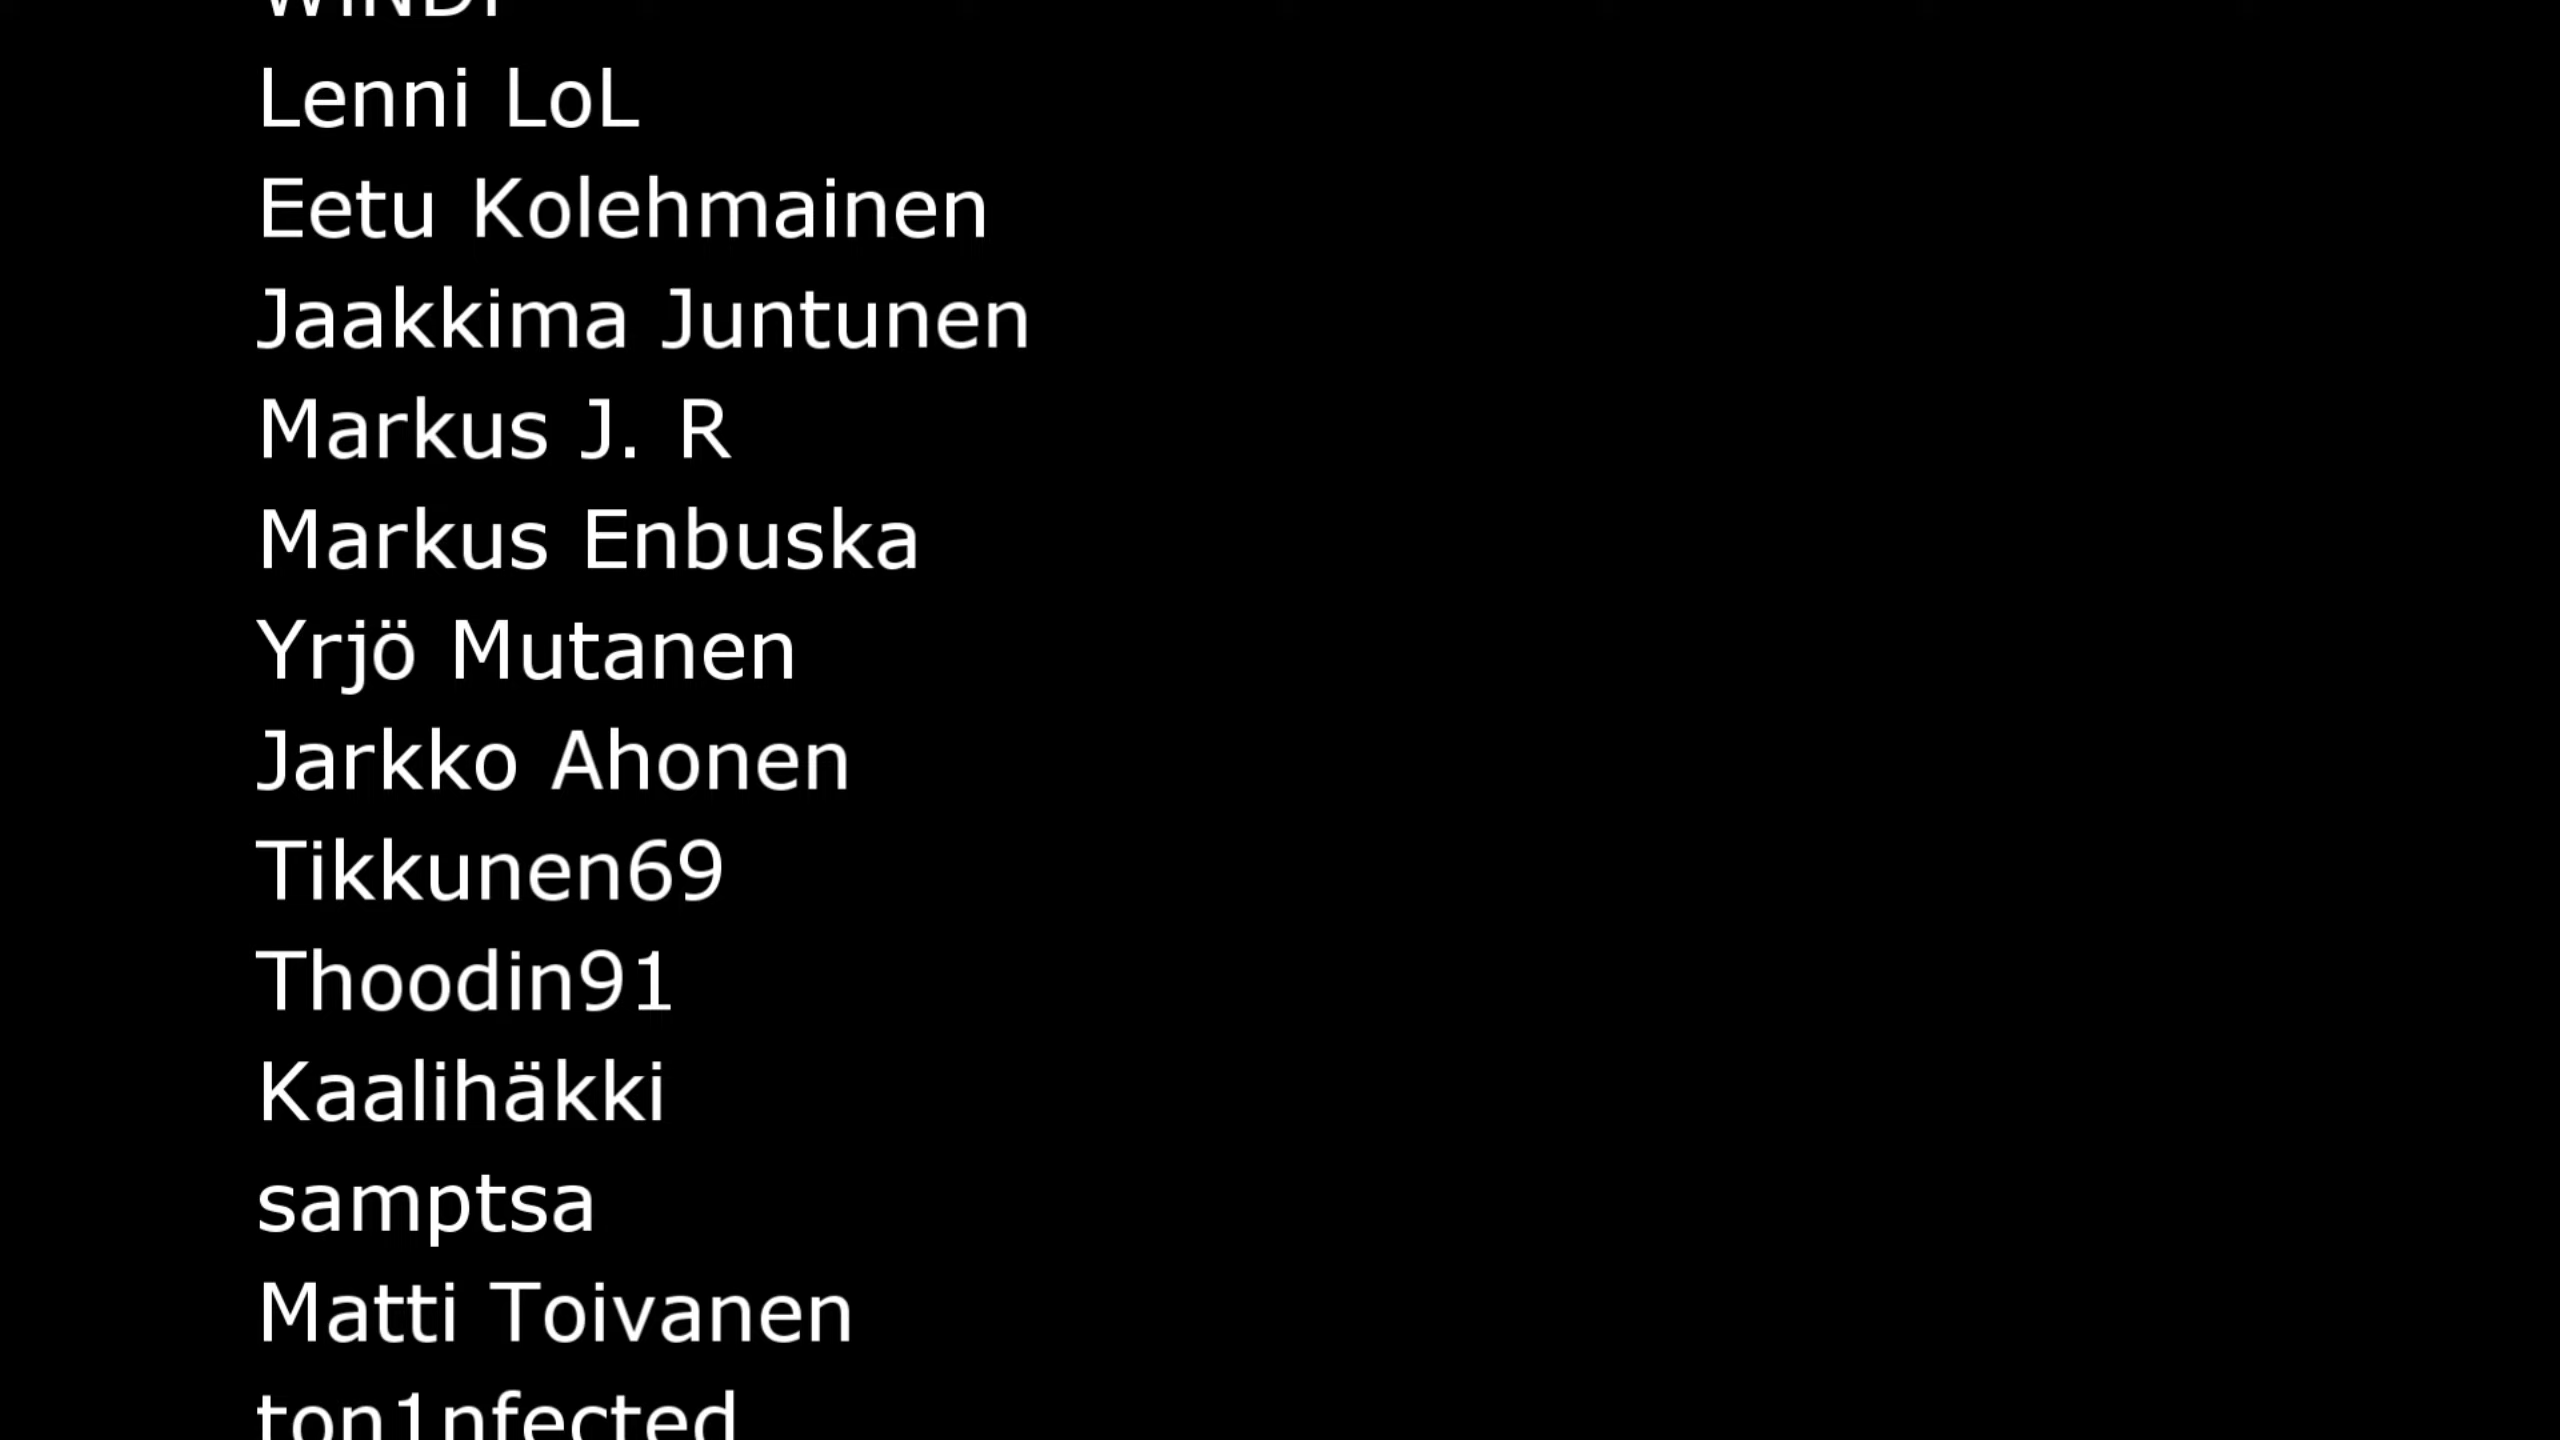 Lenni LoL
Eetu Kolehmainen
Jaakkima Juntunen
Markus J. R
Markus Enbuska
Yrjö Mutanen
Jarkko Ahonen
Tikkunen69
Thoodin91
Kaalihäkki
samptsa
Matti Toivanen
ton1nfected